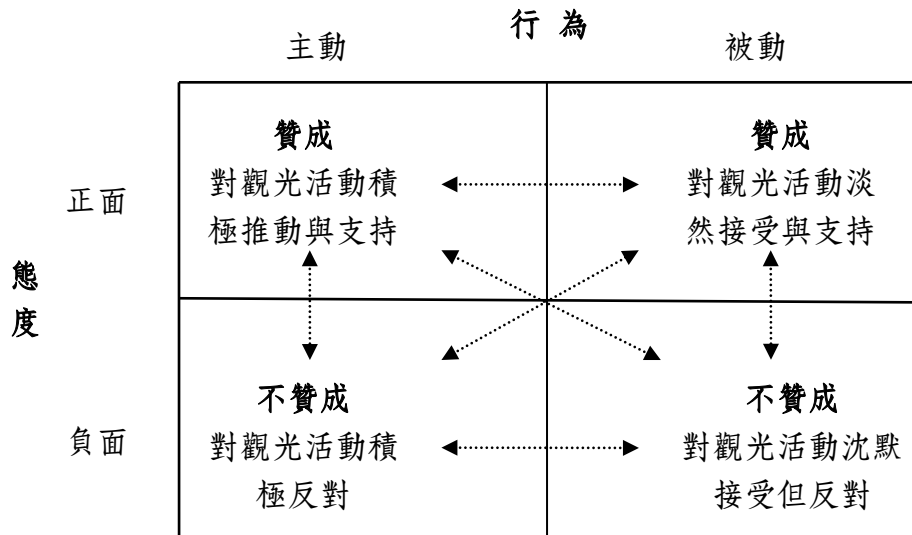 行 為
主動
被動
贊成
對觀光活動積
極推動與支持
贊成
對觀光活動淡
然接受與支持
正面
態
度
不贊成
對觀光活動積
極反對
不贊成
對觀光活動沈默
接受但反對
負面